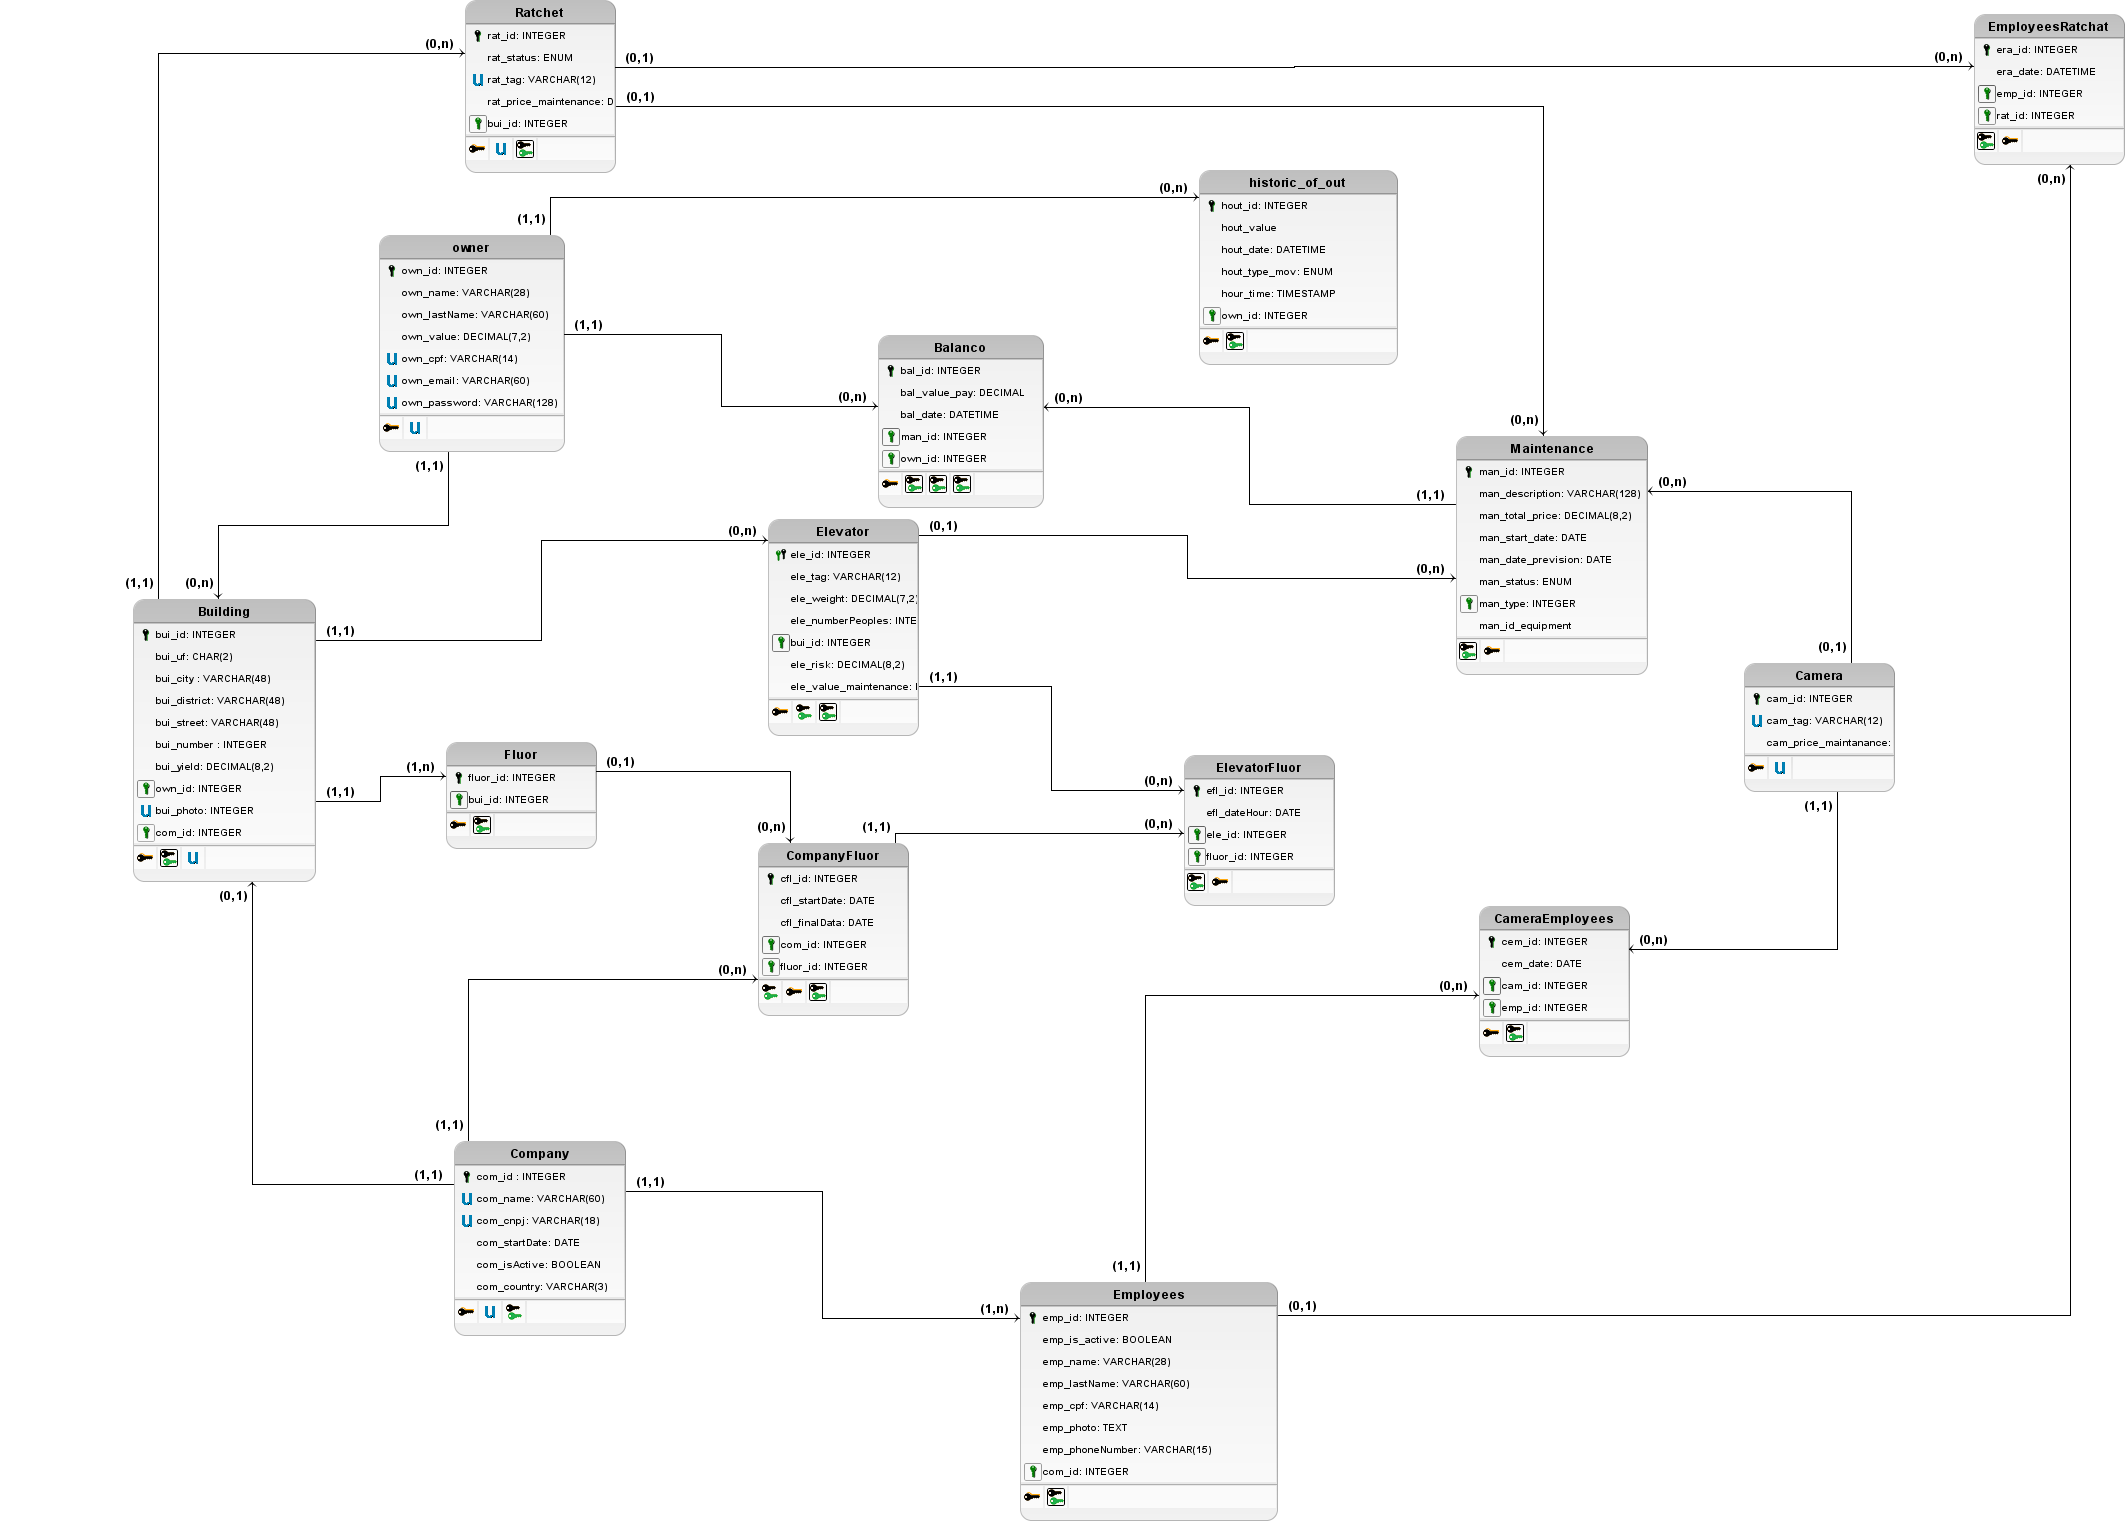 Ratchet
rat_id: INTEGER
rat_status: ENUM
rat_tag: VARCHAR(12)
rat_price_maintenance: D
bui_id: INTEGER
(0,n)
(0,1)
(0,1)
(0,n)
EmployeesRatchat
era_id: INTEGER
era_date: DATETIME
emp_id: INTEGER
rat_id: INTEGER
(0,n)
historic_of_out
hout_id: INTEGER
hout_value
hout_date: DATETIME
hout_type_mov: ENUM
hour_time: TIMESTAMP
own_id: INTEGER
(0,n)
(1,1)
owner
own_id: INTEGER
own_name: VARCHAR(28)
own_lastName: VARCHAR(60)
own_value: DECIMAL(7,2)
own_cpf: VARCHAR(14)
own_email: VARCHAR(60)
own_password: VARCHAR(128)
(1,1)
(1,1)
Balanco
bal_id: INTEGER
bal_value_pay: DECIMAL
bal_date: DATETIME
man_id: INTEGER
own_id: INTEGER
(0,n)
(0,n)
(0,n)
Maintenance
man_id: INTEGER
man_description: VARCHAR(128)
man_total_price: DECIMAL(8,2)
man_start_date: DATE
man_date_prevision: DATE
man_status: ENUM
man_type: INTEGER
man_id_equipment
(1,1)
(0,n)
(0,n)
Elevator
ele_id: INTEGER
ele_tag: VARCHAR(12)
ele_weight: DECIMAL(7,2)
ele_numberPeoples: INTE
bui_id: INTEGER
ele_risk: DECIMAL(8,2)
ele_value_maintenance: I
(0,n)
(0,1)
(1,1)
(1,1)
(0,n)
Building
bui_id: INTEGER
bui_uf: CHAR(2)
bui_city : VARCHAR(48)
bui_district: VARCHAR(48)
bui_street: VARCHAR(48)
bui_number : INTEGER
bui_yield: DECIMAL(8,2)
own_id: INTEGER
bui_photo: INTEGER
com_id: INTEGER
(1,1)
(1,1)
(0,1)
(0,1)
Camera
cam_id: INTEGER
cam_tag: VARCHAR(12)
cam_price_maintanance:
(1,1)
(1,n)
Fluor
fluor_id: INTEGER
bui_id: INTEGER
(0,1)
ElevatorFluor
efl_id: INTEGER
efl_dateHour: DATE
ele_id: INTEGER
fluor_id: INTEGER
(0,n)
(0,n)
(0,n)
(1,1)
CompanyFluor
cfl_id: INTEGER
cfl_startDate: DATE
cfl_finalData: DATE
com_id: INTEGER
fluor_id: INTEGER
(0,n)
CameraEmployees
cem_id: INTEGER
cem_date: DATE
cam_id: INTEGER
emp_id: INTEGER
(0,n)
(0,n)
(1,1)
(1,1)
Company
com_id : INTEGER
com_name: VARCHAR(60)
com_cnpj: VARCHAR(18)
com_startDate: DATE
com_isActive: BOOLEAN
com_country: VARCHAR(3)
(1,1)
(1,1)
(1,n)
Employees
emp_id: INTEGER
emp_is_active: BOOLEAN
emp_name: VARCHAR(28)
emp_lastName: VARCHAR(60)
emp_cpf: VARCHAR(14)
emp_photo: TEXT
emp_phoneNumber: VARCHAR(15)
com_id: INTEGER
(0,1)